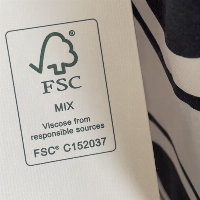 FSC
MIX
Viscose from
responsible sources
FSC® C152037